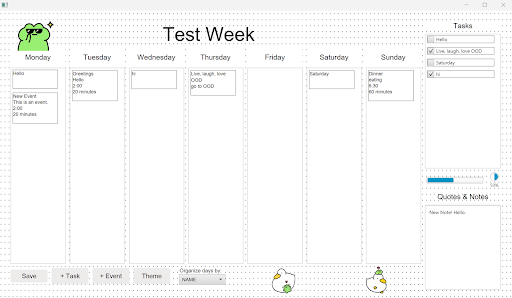 Test Week
Monday
Tuesday
Wednesday
Thursday
Friday
Saturday
Sunday
Hello
New Event
This is an event.
2:00
20 minutes
Greetings
Hello
2:00
20 minutes
hi
Live, laugh, love
OOD
go to OOD
Saturday
Dinner
eating
6:30
60 minutes
Tasks
Hello
Live, laugh, love OOD
Saturday
hi
50%
Quotes & Notes
New Note! Hello
Save
+ Task
+ Event
Theme
Organize days by:
NAME